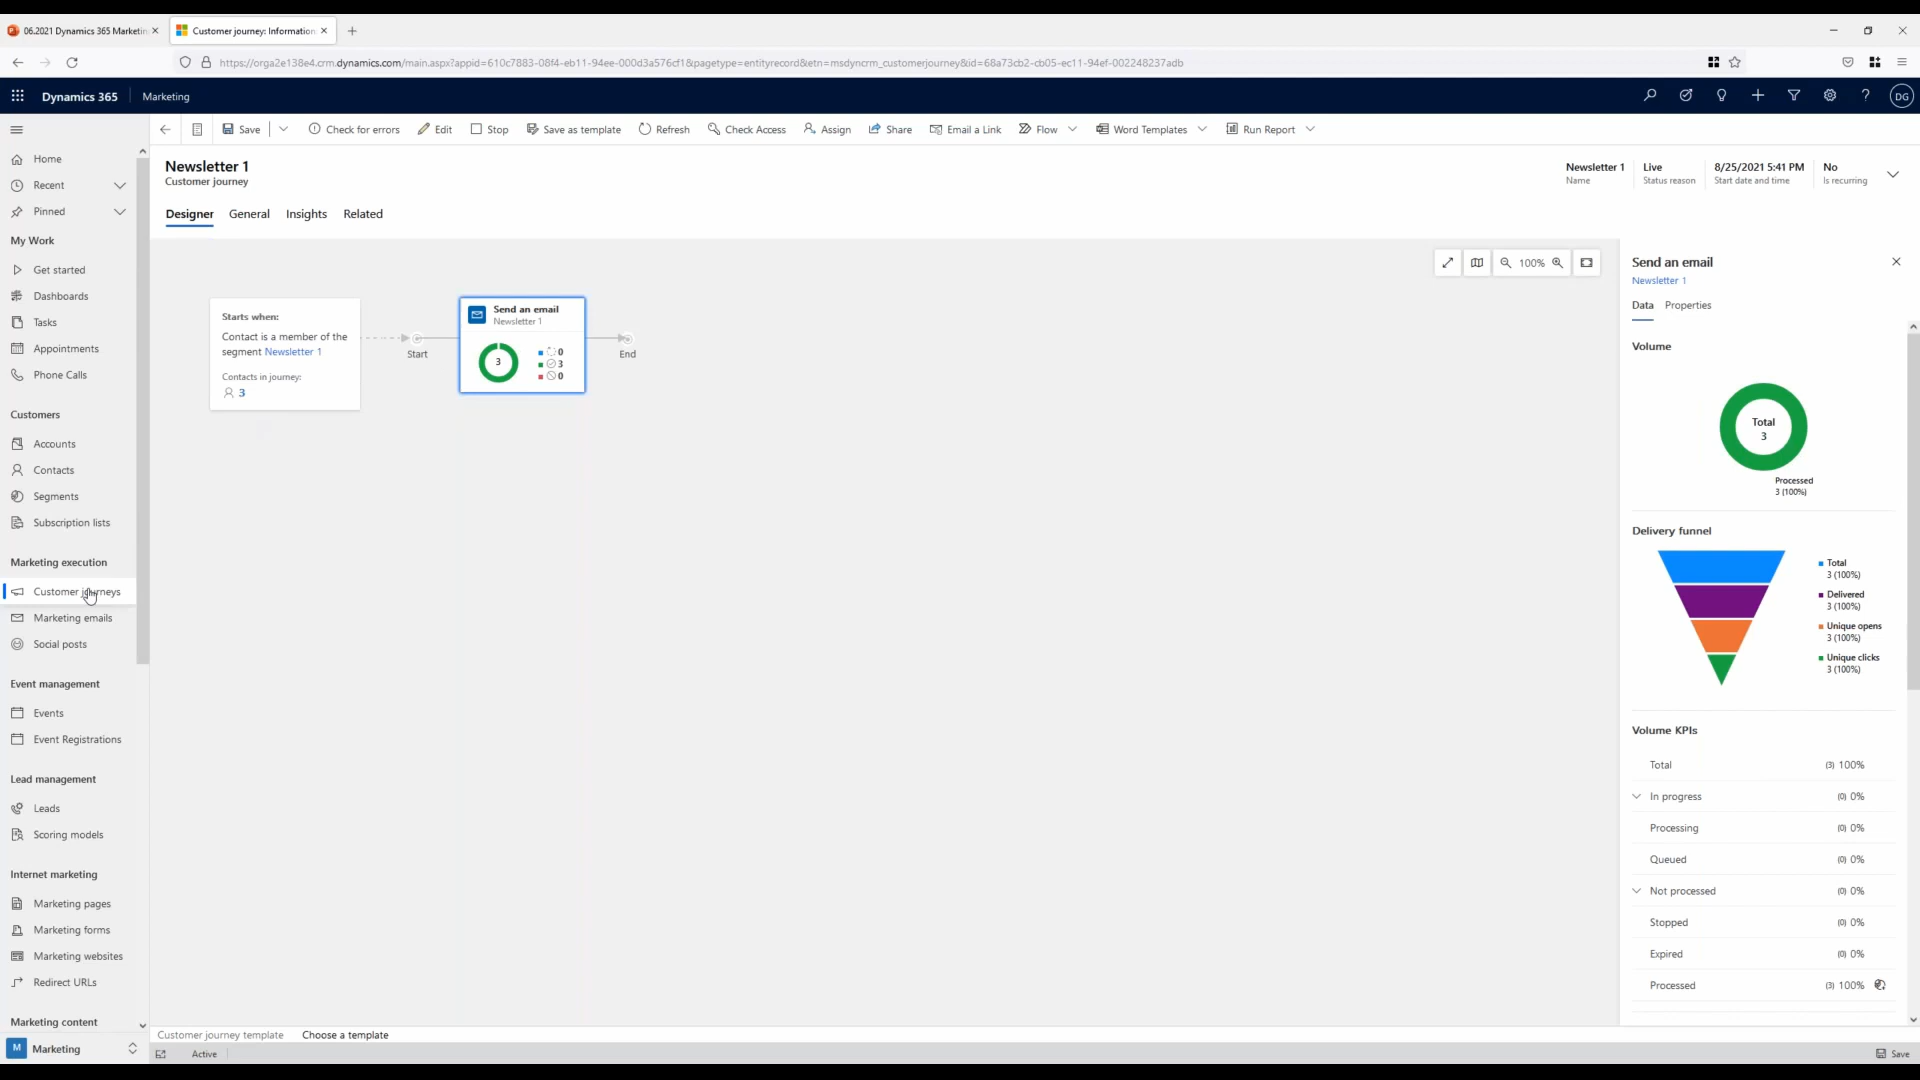 06.2021 Dynamics 365 Marketin
Customer journey: Information
https://orga2e138e4.crm.dynamics.com/main.aspx?appid=610c7883-08f4-eb11-94ee-000d3a576cf1&pagetype=entityrecord&etn=msdyncrm_customerjourney&id=68a73cb2-cb05-ec11-94ef-002248237adb
Dynamics 365
Marketing
DG
Save
Check for errors
Edit
Stop
Save as template
Refresh
Check Access
Assign
Share
Email a Link
Flow
Word Templates
Run Report
Home
Recent
Pinned
My Work
Get started
Dashboards
Tasks
Appointments
Phone Calls
Customers
Accounts
Contacts
Segments
Subscription lists
Marketing execution
Customer journeys
Marketing emails
Social posts
Event management
Events
Event Registrations
Lead management
Leads
Scoring models
Internet marketing
Marketing pages
Marketing forms
Marketing websites
Redirect URLs
Marketing content
M Marketing
Newsletter 1
Customer journey
Newsletter 1
Name
Live
Status reason
8/25/2021 5:41 PM
Start date and time
No
Is recurring
Designer
General
Insights
Related
100%
Starts when:
Contact is a member of the
segment Newsletter 1
Contacts in journey:
3
Start
Send an email
Newsletter 1
3
0
3
0
End
Send an email
Newsletter 1
Data
Properties
Volume
Total
3
Processed
3 (100%)
Delivery funnel
Total
3 (100%)
Delivered
3 (100%)
Unique opens
3 (100%)
Unique clicks
3 (100%)
Volume KPIs
Total (3) 100%
In progress (0) 0%
Processing (0) 0%
Queued (0) 0%
Not processed (0) 0%
Stopped (0) 0%
Expired (0) 0%
Processed (3) 100%
Customer journey template
Choose a template
Active
Save